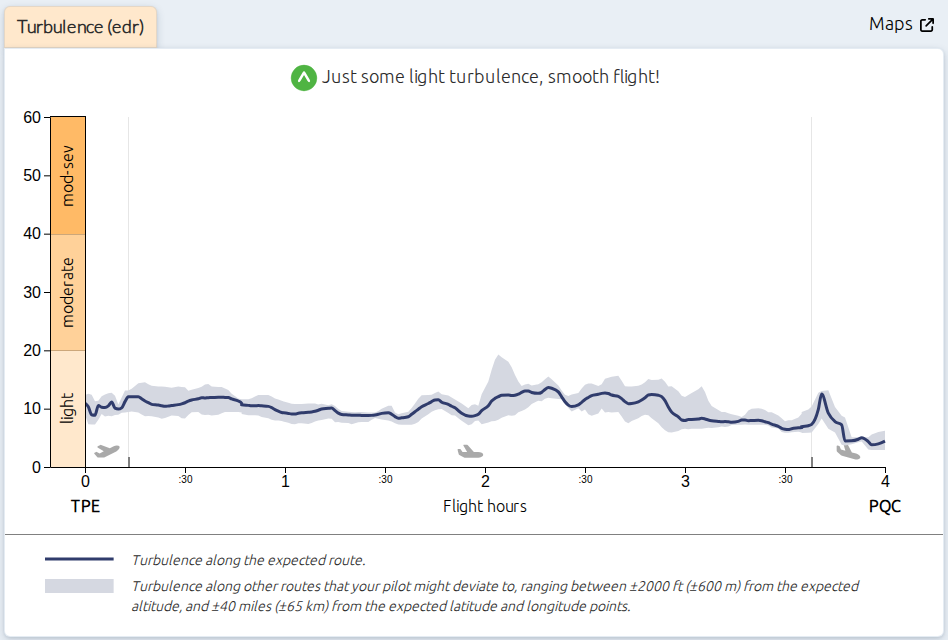 Turbulence (edr)
Maps
Just some light turbulence, smooth flight!
60
50
40
30
20
10
0
mod-sev
moderate
light
0 :30 1 :30 2 :30 3 :30 4
TPE Flight hours PQC
Turbulence along the expected route.
Turbulence along other routes that your pilot might deviate to, ranging between ±2000 ft (±600 m) from the expected
altitude, and ±40 miles (±65 km) from the expected latitude and longitude points.